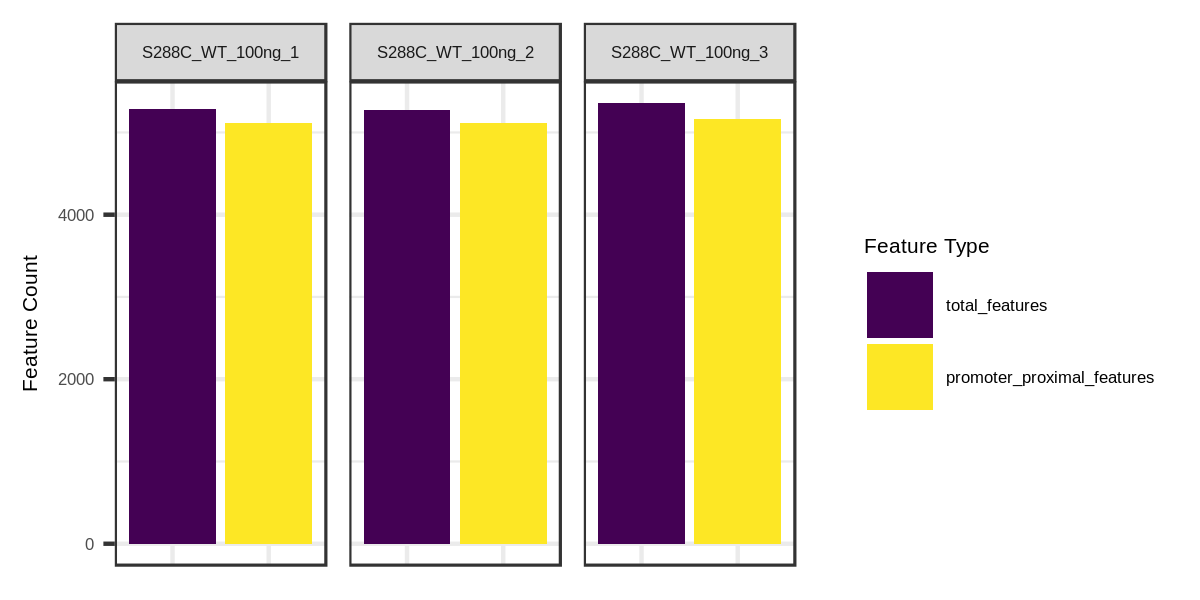 S288C_WT_100ng_1
S288C_WT_100ng_2
S288C_WT_100ng_3
Feature Count
4000
2000
0
Feature Type
total_features
promoter_proximal_features